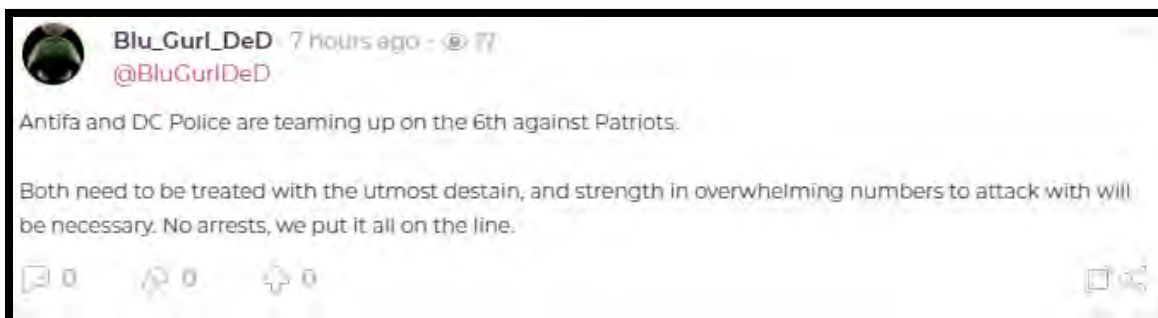 Blu_Gurl_DeD · 7 hours ago · 77
@BluGurlDeD
Antifa and DC Police are teaming up on the 6th against Patriots.
Both need to be treated with the utmost destain, and strength in overwhelming numbers to attack with will
be necessary. No arrests, we put it all on the line.
0 0 0